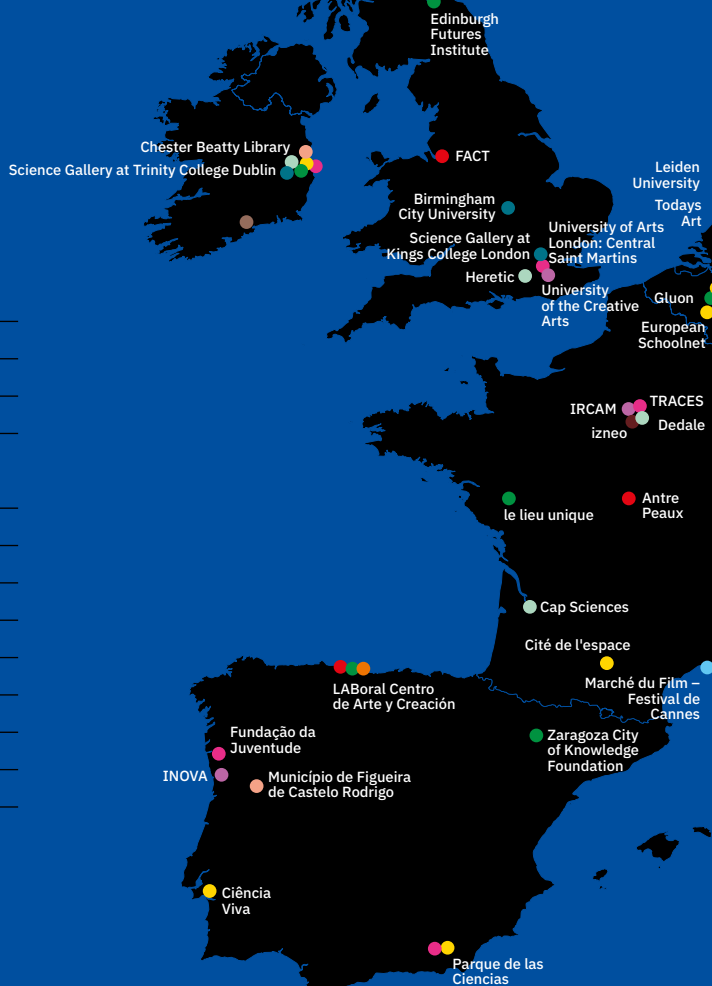 Edinburgh
Futures
Institute
Chester Beatty Library
FACT
Science Gallery at Trinity College Dublin
Leiden
University
Birmingham
City University
Todays
Art
University of Arts
London: Central
Saint Martins
Science Gallery at
Kings College London
Heretic
University
of the Creative
Arts
Gluon
European
Schoolnet
IRCAM
TRACES
izneo
Dedale
le lieu unique
Antre
Peaux
Cap Sciences
Cité de l'espace
Marché du Film –
Festival de
Cannes
LABoral Centro
de Arte y Creación
Fundação da
Juventude
Zaragoza City
of Knowledge
Foundation
INOVA
Município de Figueira
de Castelo Rodrigo
Ciência
Viva
Parque de las
Ciencias